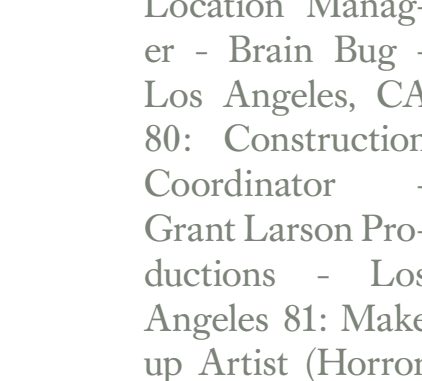 Location Manag-
er - Brain Bug -
Los Angeles, CA
80: Construction
Coordinator -
Grant Larson Pro-
ductions - Los
Angeles 81: Make
up Artist (Horror